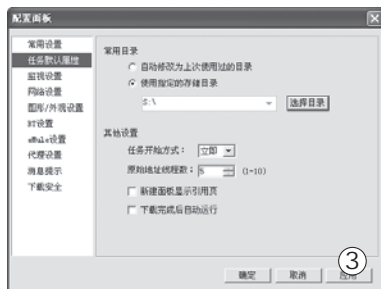 配置面板
常用设置
任务默认属性
监视设置
网络设置
图形/外观设置
BT设置
eMule设置
代理设置
消息提示
下载安全
常用目录
自动修改为上次使用过的目录
使用指定的存储目录
S:\
选择目录
其他设置
任务开始方式：
立即
原始地址线程数：
5
(1-10)
新建面板显示引用页
下载完成后自动运行
确定
取消
应用
③